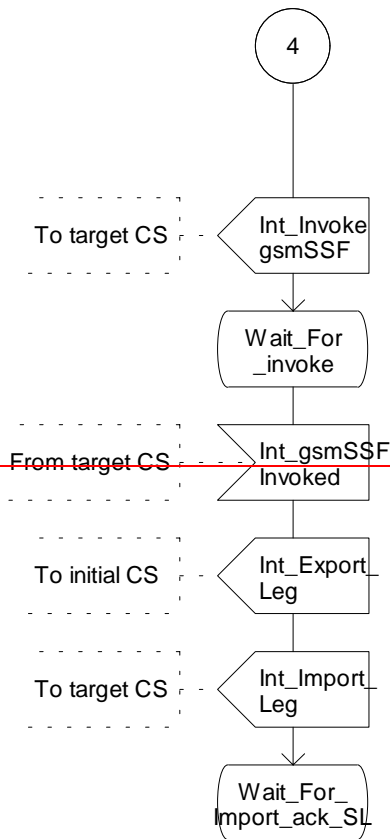 4
To target CS
Int_Invoke
gsmSSF
Wait_For
_invoke
From target CS
Int_gsmSSF
Invoked
To initial CS
Int_Export_
Leg
To target CS
Int_Import_
Leg
Wait_For_
Import_ack_SL